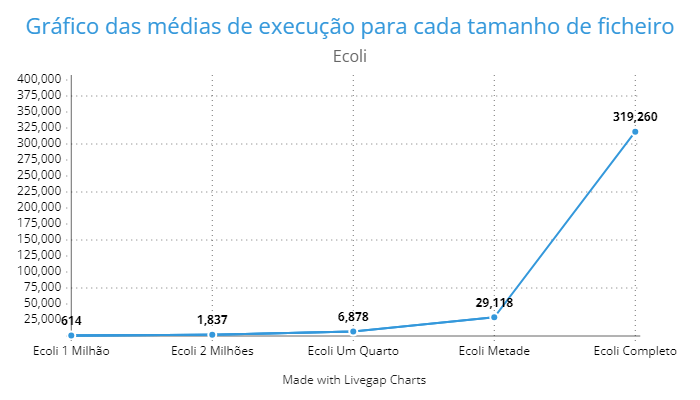 Gráfico das médias de execução para cada tamanho de ficheiro
Ecoli
400,000
375,000
350,000
325,000
300,000
275,000
250,000
225,000
200,000
175,000
150,000
125,000
100,000
75,000
50,000
25,000
614
1,837
6,878
29,118
319,260
Ecoli 1 Milhão
Ecoli 2 Milhões
Ecoli Um Quarto
Ecoli Metade
Ecoli Completo
Made with Livegap Charts